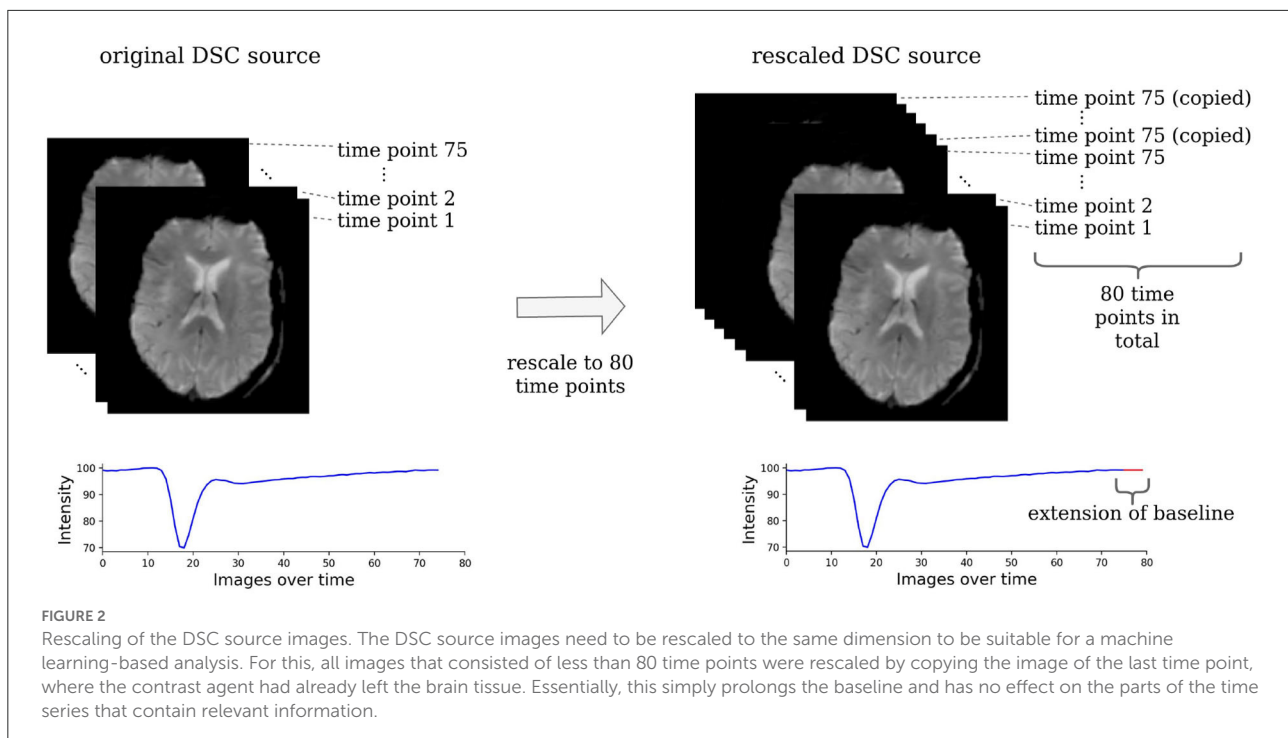 original DSC source
time point 75
⋮
time point 2
time point 1
rescale to 80
time points
rescaled DSC source
time point 75 (copied)
⋮
time point 75 (copied)
time point 75
⋮
time point 2
time point 1
80 time
points in
total
Intensity
100
90
80
70
0 10 20 30 40 50 60 70 80
Images over time
Intensity
100
90
80
70
0 10 20 30 40 50 60 70 80
Images over time
extension of baseline
FIGURE 2
Rescaling of the DSC source images. The DSC source images need to be rescaled to the same dimension to be suitable for a machine
learning-based analysis. For this, all images that consisted of less than 80 time points were rescaled by copying the image of the last time point,
where the contrast agent had already left the brain tissue. Essentially, this simply prolongs the baseline and has no effect on the parts of the time
series that contain relevant information.